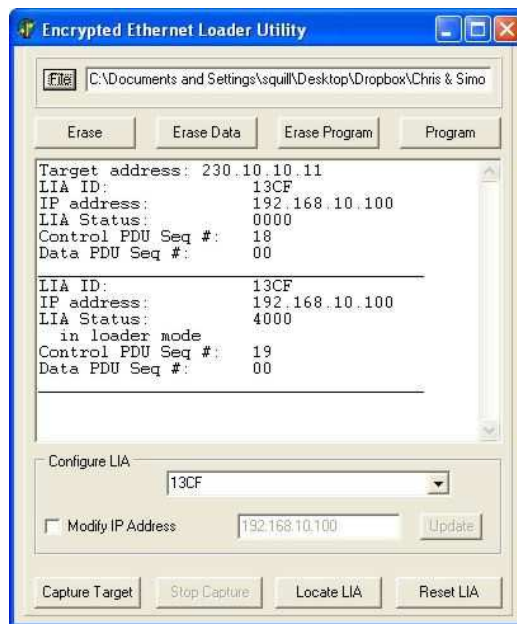 Encrypted Ethernet Loader Utility
File C:\Documents and Settings\squill\Desktop\Dropbox\Chris & Simo
Erase Erase Data Erase Program Program
Target address: 230.10.10.11
LIA ID: 13CF
IP address: 192.168.10.100
LIA Status: 0000
Control PDU Seq #: 18
Data PDU Seq #: 00
LIA ID: 13CF
IP address: 192.168.10.100
LIA Status: 4000
in loader mode
Control PDU Seq #: 19
Data PDU Seq #: 00
Configure LIA
13CF
Modify IP Address 192.168.10.100 Update
Capture Target Stop Capture Locate LIA Reset LIA